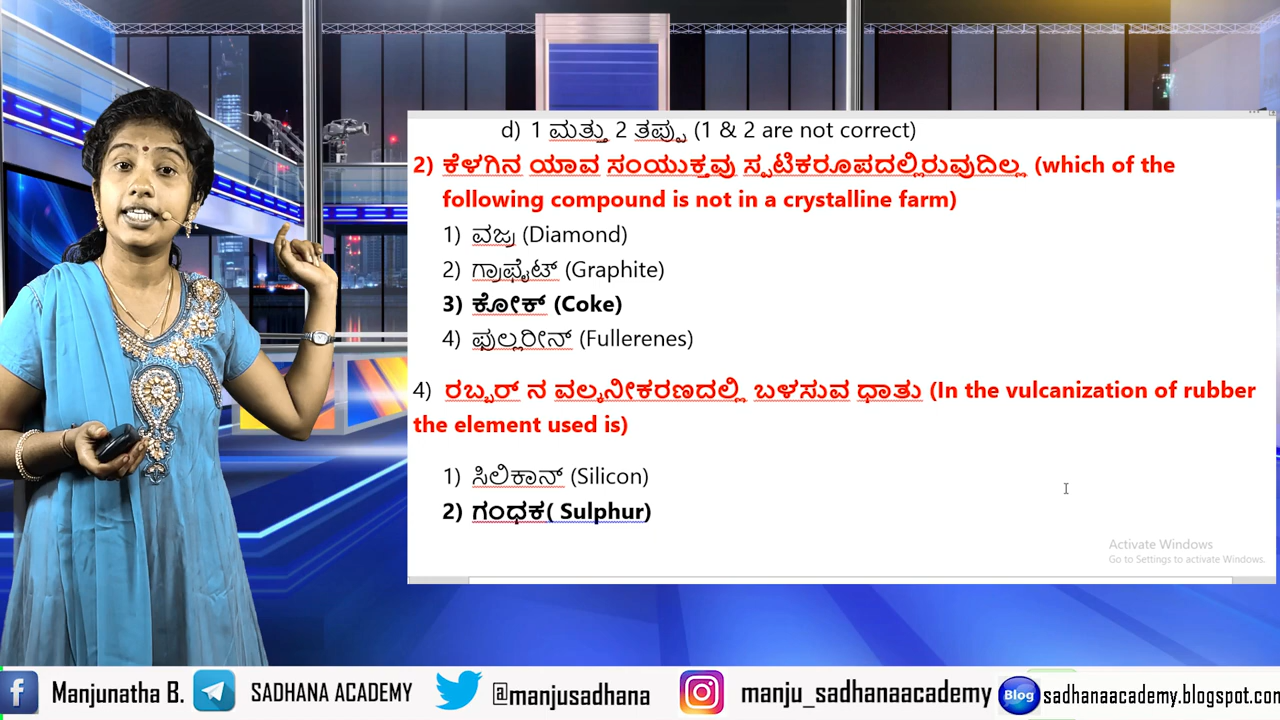 d) 1 ಮತ್ತು 2 ತಪ್ಪು (1 & 2 are not correct)
2) ಕೆಳಗಿನ ಯಾವ ಸಂಯುಕ್ತವು ಸ್ಪಟಿಕರೂಪದಲ್ಲಿರುವುದಿಲ್ಲ (which of the
following compound is not in a crystalline farm)
1) ವಜ್ರ (Diamond)
2) ಗ್ರಾಫೈಟ್ (Graphite)
3) ಕೋಕ್ (Coke)
4) ಫುಲ್ಲರೀನ್ (Fullerenes)
4) ರಬ್ಬರ್ ನ ವಲ್ಕನೀಕರಣದಲ್ಲಿ ಬಳಸುವ ಧಾತು (In the vulcanization of rubber
the element used is)
1) ಸಿಲಿಕಾನ್ (Silicon)
2) ಗಂಧಕ( Sulphur)
Activate Windows
Go to Settings to activate Windows.
Manjunatha B. SADHANA ACADEMY @manjusadhana manju_sadhanaacademy Blog sadhanaacademy.blogspot.com